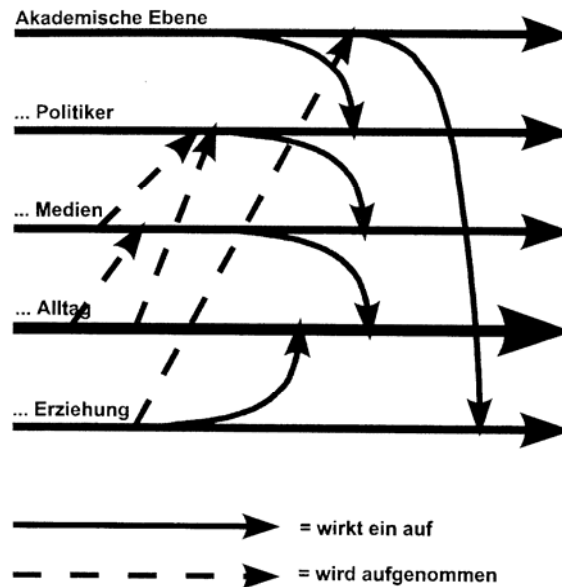 Akademische Ebene
... Politiker
... Medien
... Alltag
... Erziehung
= wirkt ein auf
= wird aufgenommen